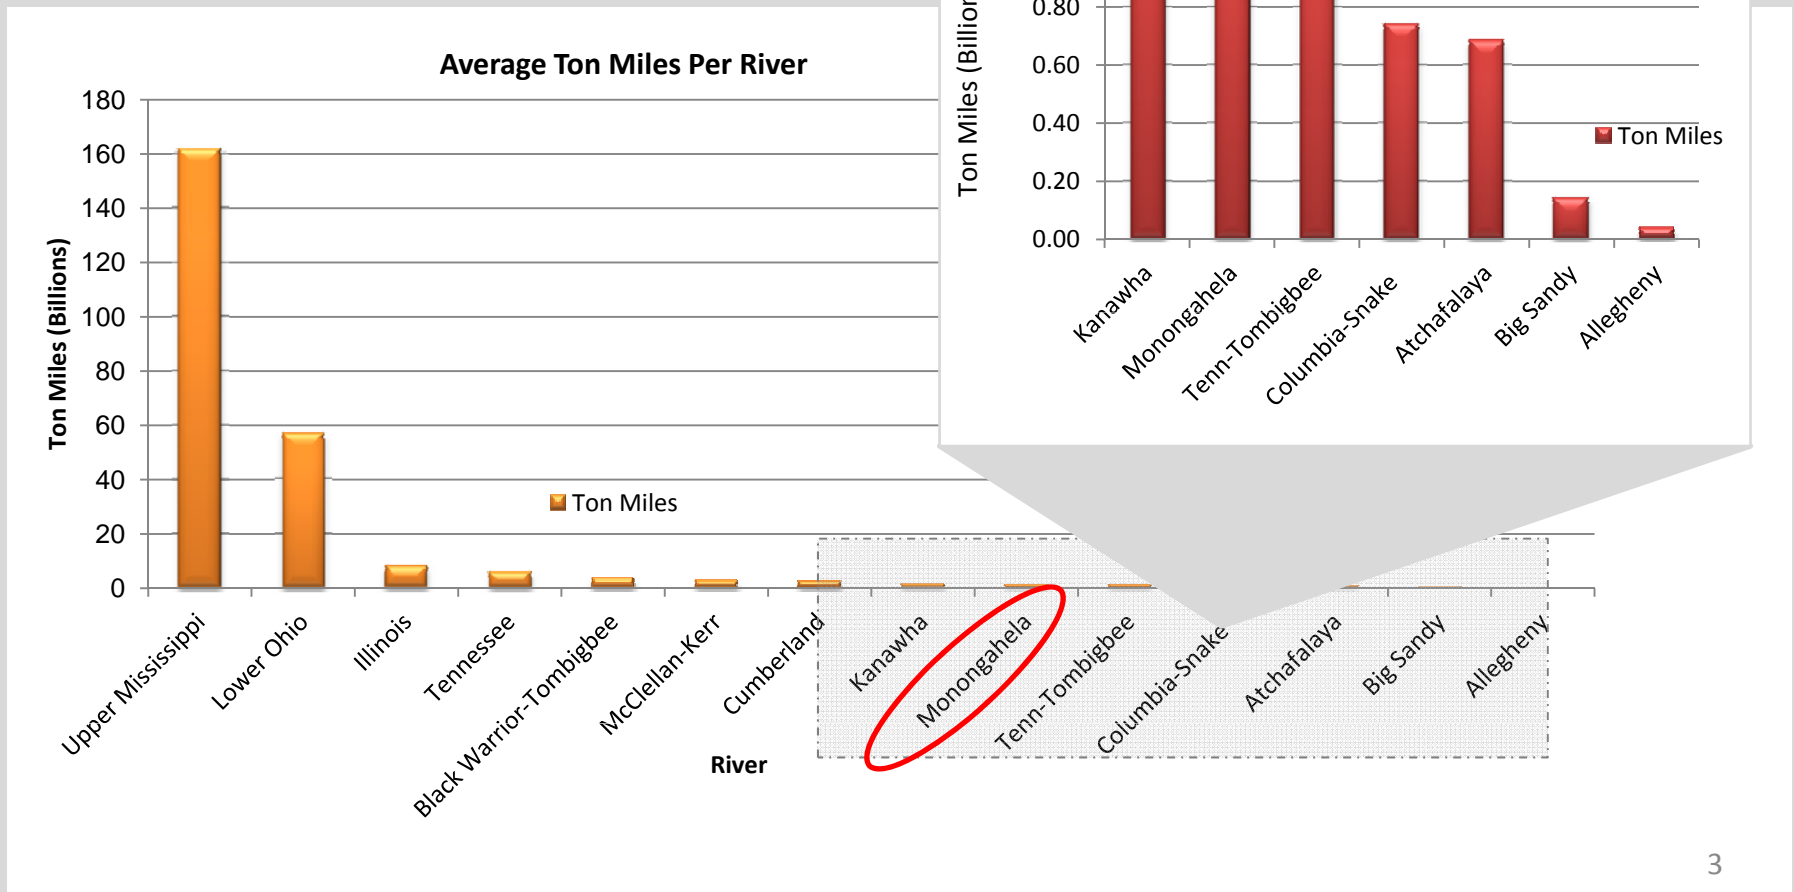 Average Ton Miles Per River
180
160
140
120
100
80
60
40
20
0
Ton Miles (Billions)
Ton Miles
Upper Mississippi
Lower Ohio
Illinois
Tennessee
Black Warrior-Tombigbee
McClellan-Kerr
Cumberland
Kanawha
Monongahela
Tenn-Tombigbee
Columbia-Snake
Atchafalaya
Big Sandy
Allegheny
River
0.80
0.60
0.40
0.20
0.00
Ton Miles (Billion
Ton Miles
Kanawha
Monongahela
Tenn-Tombigbee
Columbia-Snake
Atchafalaya
Big Sandy
Allegheny
3